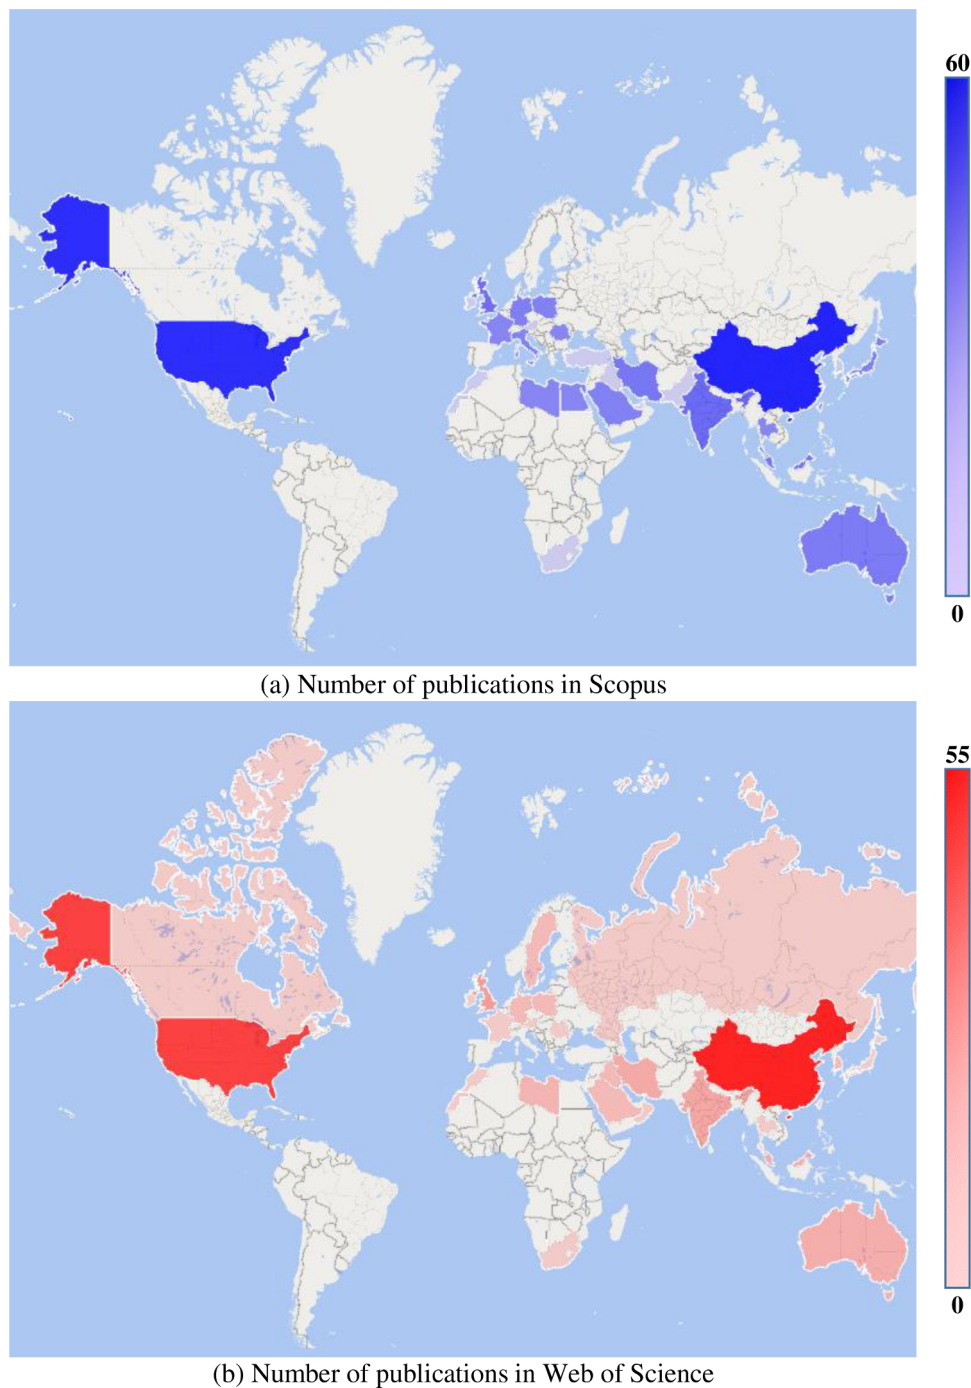 60
0
(a) Number of publications in Scopus
55
0
(b) Number of publications in Web of Science